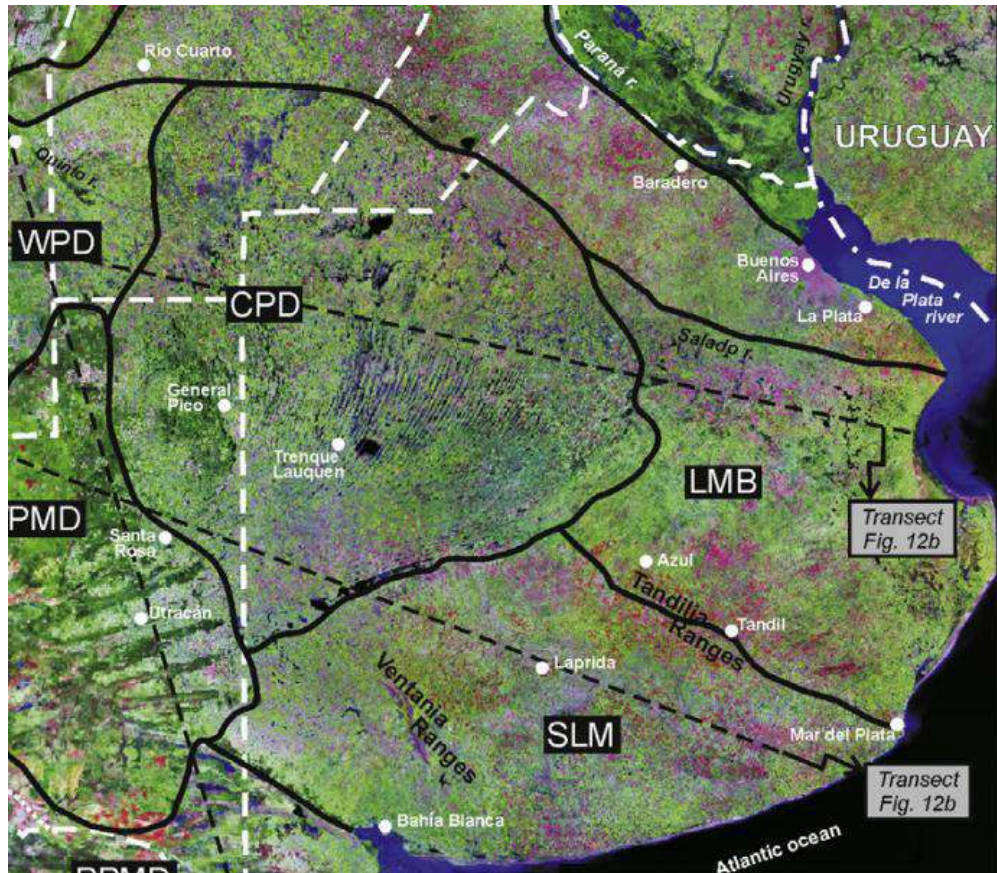 Río Cuarto
Paraná r.
Uruguay r.
URUGUAY
Quinto r.
Baradero
WPD
Buenos
Aires
De la
Plata
river
CPD
La Plata
Saladp r.
General
Pico
Trenque
Lauquen
LMB
PMD
Transect
Fig. 12b
Santa
Rosa
Azul
Utracán
Tandilia
Ranges
Tandil
Laprida
Ventania
Ranges
SLM
Mar del Plata
Transect
Fig. 12b
Bahía Blanca
Atlantic ocean